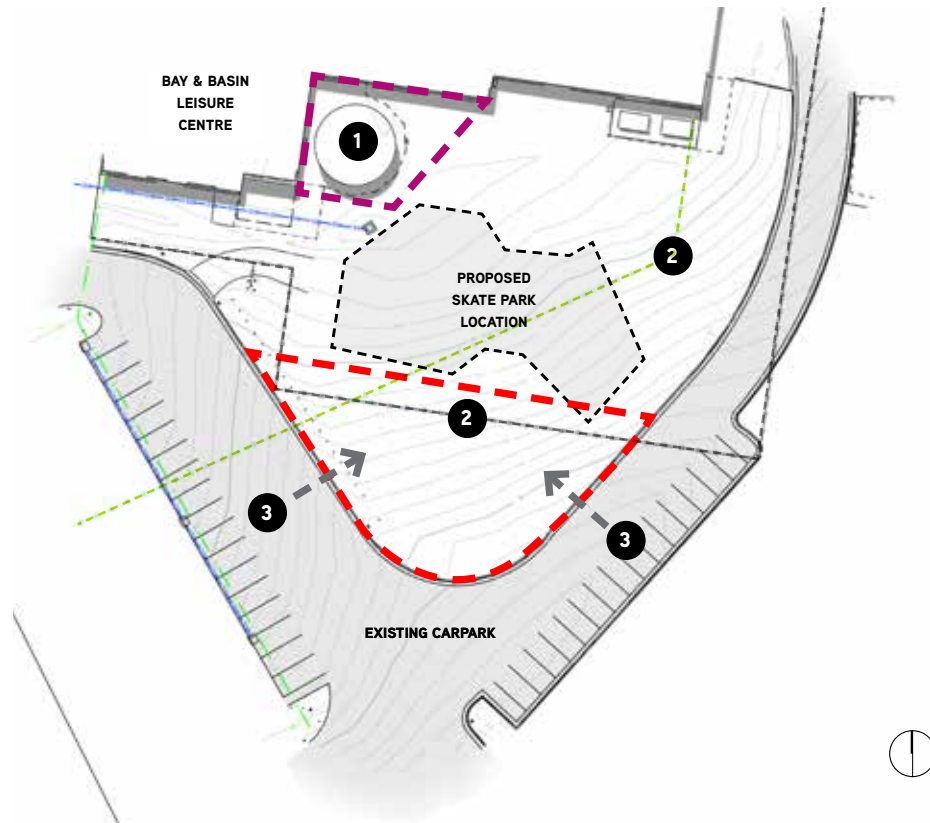 BAY & BASIN
LEISURE
CENTRE
1
2
PROPOSED
SKATE PARK
LOCATION
2
3
3
EXISTING CARPARK